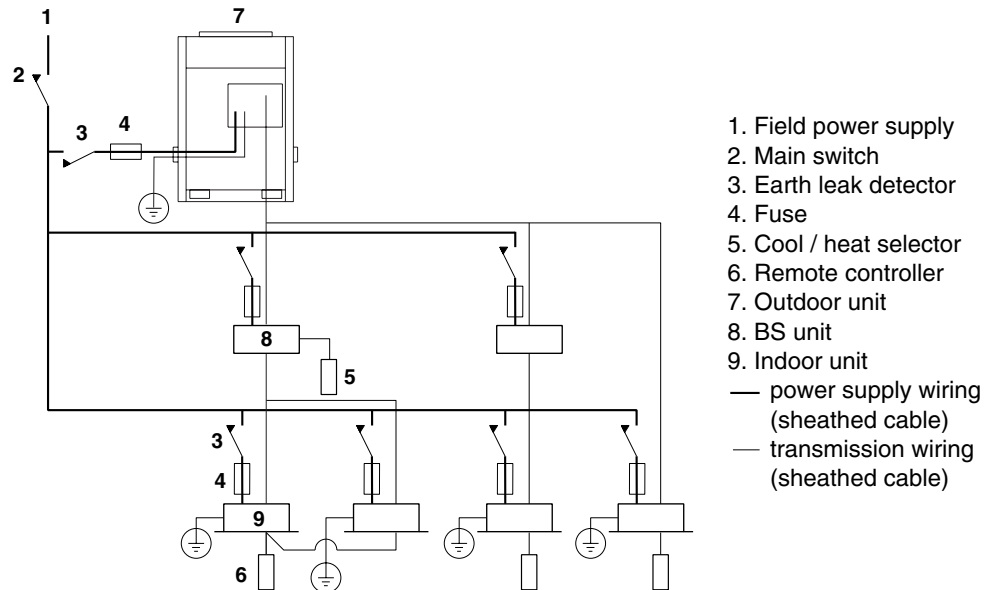 1
7
2
3
4
8
5
3
4
9
6
1. Field power supply
2. Main switch
3. Earth leak detector
4. Fuse
5. Cool / heat selector
6. Remote controller
7. Outdoor unit
8. BS unit
9. Indoor unit
power supply wiring
(sheathed cable)
transmission wiring
(sheathed cable)